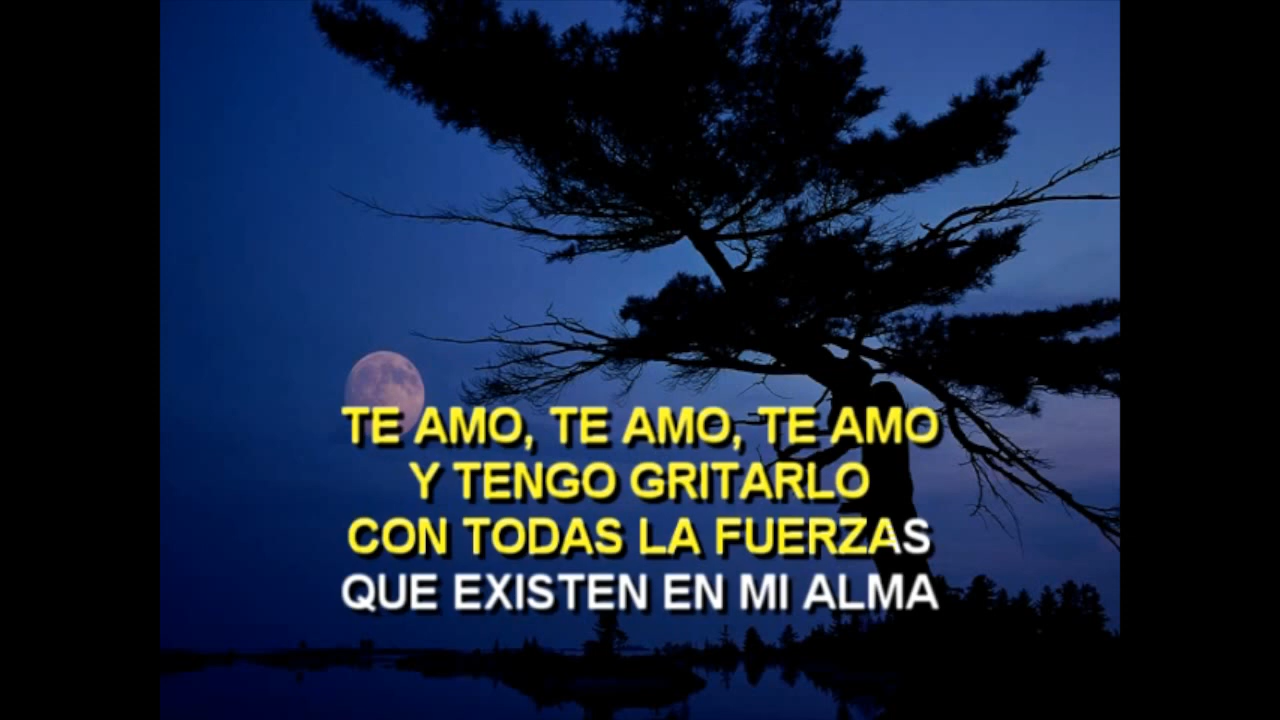 TE AMO, TE AMO, TE AMO
Y TENGO GRITARLO
CON TODAS LA FUERZAS
QUE EXISTEN EN MI ALMA